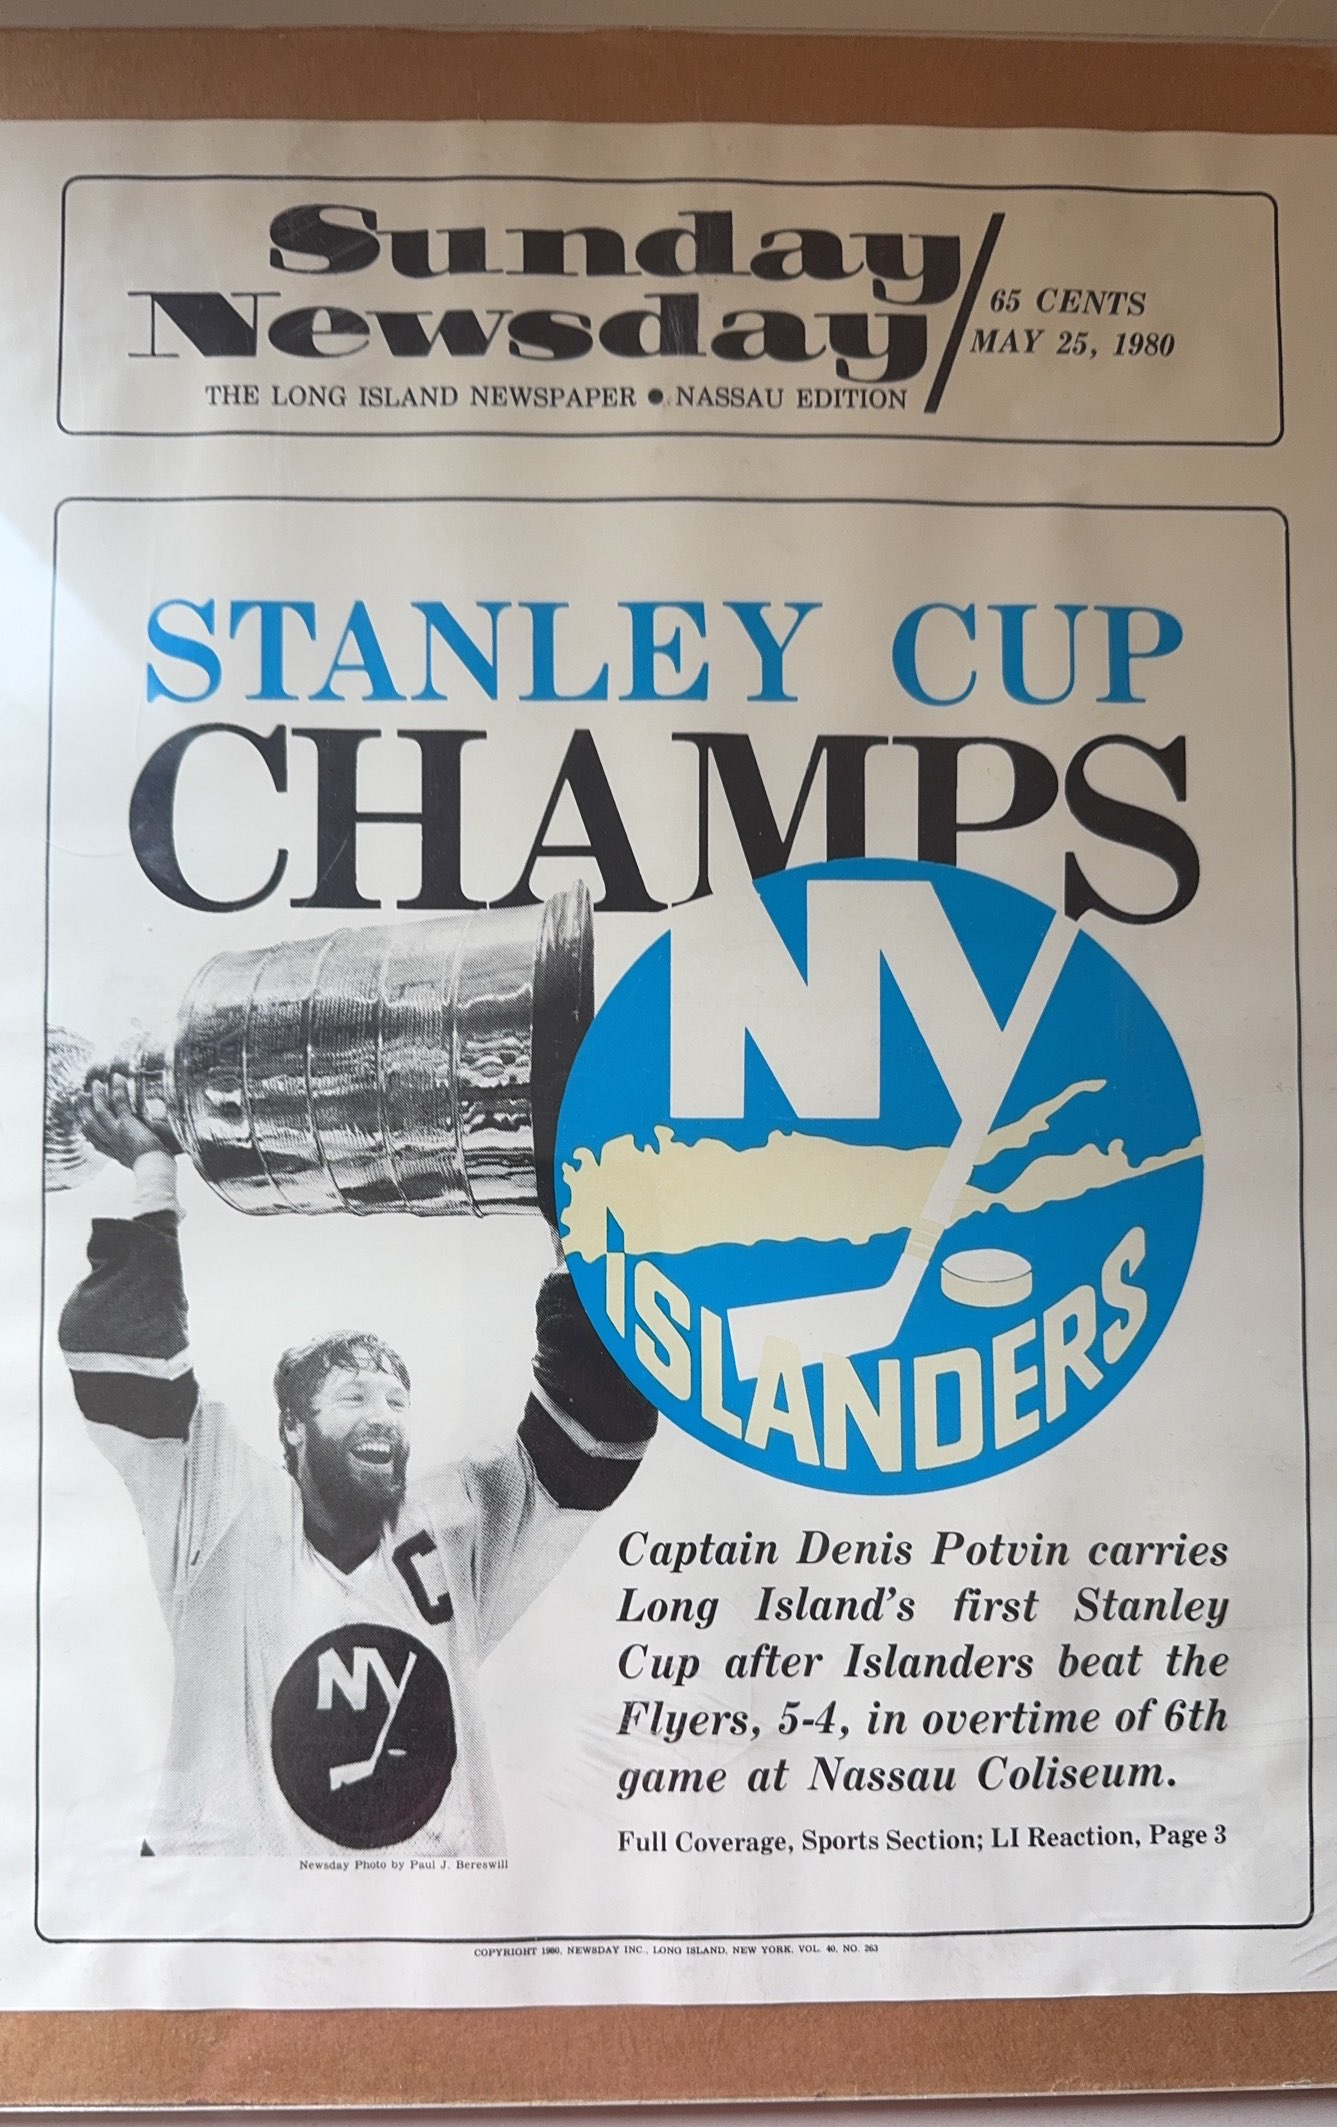 Sunday
Newsday
65 CENTS
MAY 25, 1980
THE LONG ISLAND NEWSPAPER ● NASSAU EDITION
STANLEY CUP
CHAMPS
NY
ISLANDERS
C
NY
Captain Denis Potvin carries
Long Island's first Stanley
Cup after Islanders beat the
Flyers, 5-4, in overtime of 6th
game at Nassau Coliseum.
Full Coverage, Sports Section; LI Reaction, Page 3
Newsday Photo by Paul J. Bereswill
COPYRIGHT 1980, NEWSDAY INC., LONG ISLAND, NEW YORK, VOL. 40, NO. 263